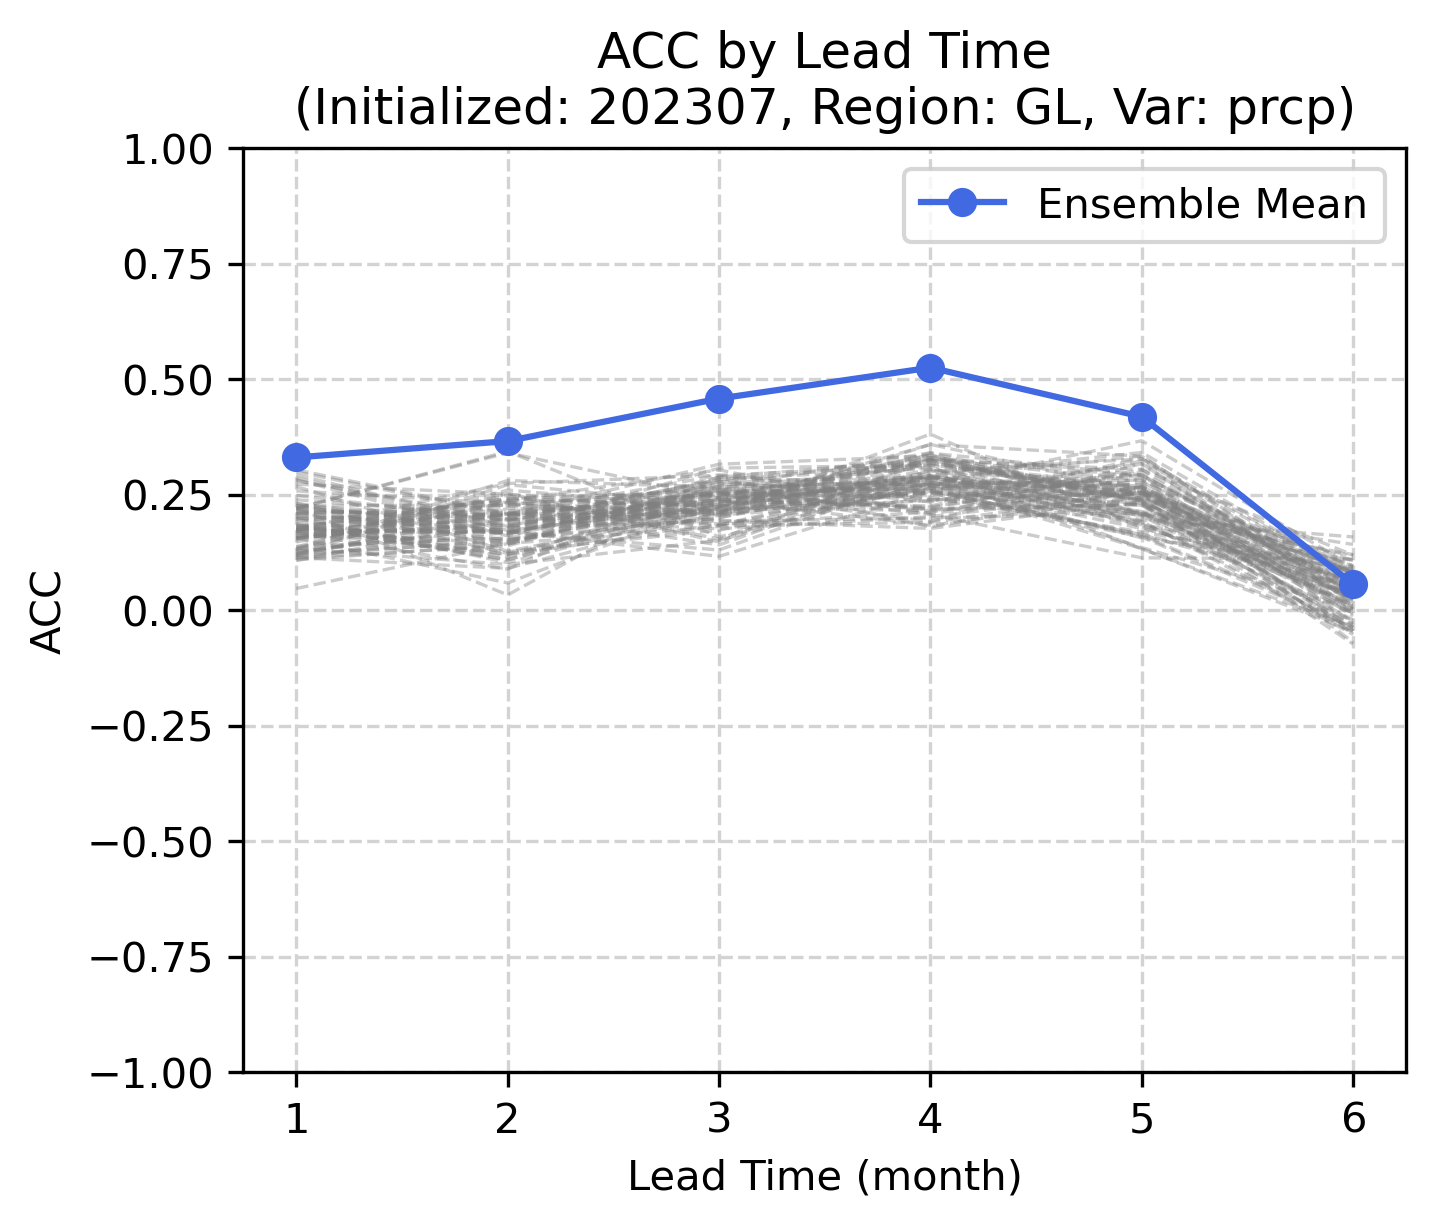 ACC by Lead Time
(Initialized: 202307, Region: GL, Var: prcp)
1.00
0.75
0.50
0.25
0.00
−0.25
−0.50
−0.75
−1.00
ACC
Ensemble Mean
1 2 3 4 5 6
Lead Time (month)